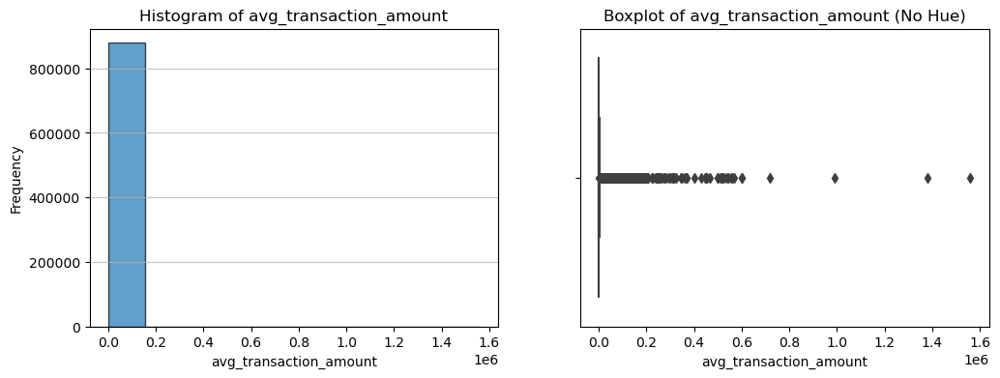 Histogram of avg_transaction_amount
Frequency
800000
600000
400000
200000
0
0.0 0.2 0.4 0.6 0.8 1.0 1.2 1.4 1.6
1e6
avg_transaction_amount
Boxplot of avg_transaction_amount (No Hue)
0.0 0.2 0.4 0.6 0.8 1.0 1.2 1.4 1.6
1e6
avg_transaction_amount